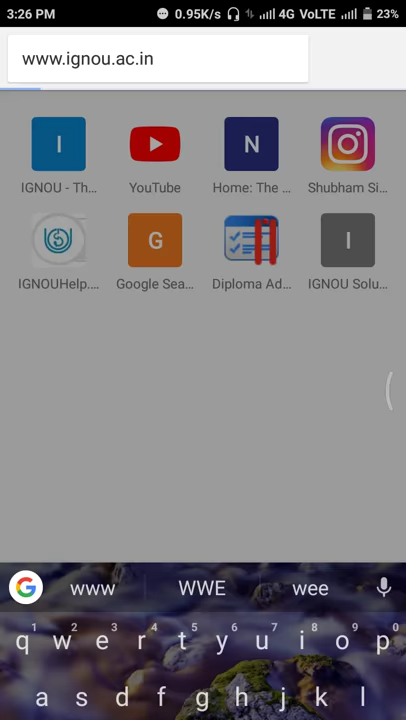 3:26 PM 0.95K/s 4G VoLTE 23%
www.ignou.ac.in
I N
IGNOU - Th... YouTube Home: The ... Shubham Si...
G I
IGNOUHelp.... Google Sea... Diploma Ad... IGNOU Solu...
G www WWE wee
1 2 3 4 5 6 7 8 9 0
q w e r t y u i o p
a s d f g h j k l